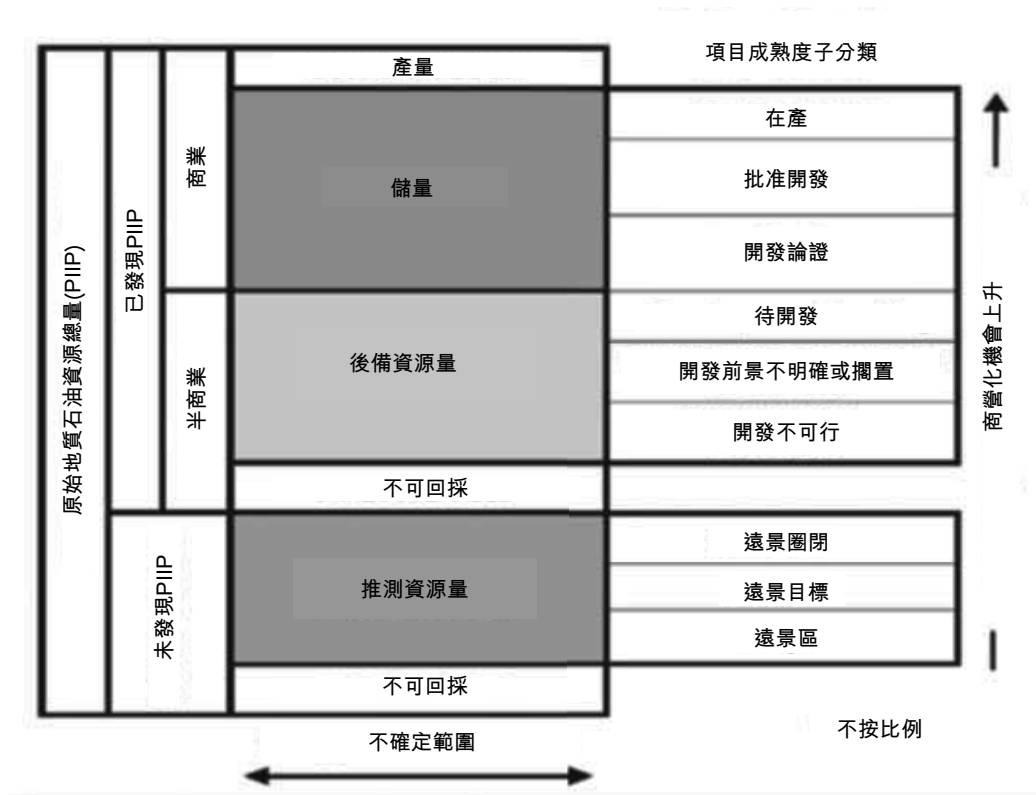 項目成熟度子分類
產量
在產
商業
儲量
批准開發
開發論證
已發現PIIP
原始地質石油資源總量(PIIP)
待開發
半商業
後備資源量
開發前景不明確或擱置
商營化機會上升
開發不可行
不可回採
遠景圈閉
未發現PIIP
推測資源量
遠景目標
遠景區
不可回採
不確定範圍
不按比例